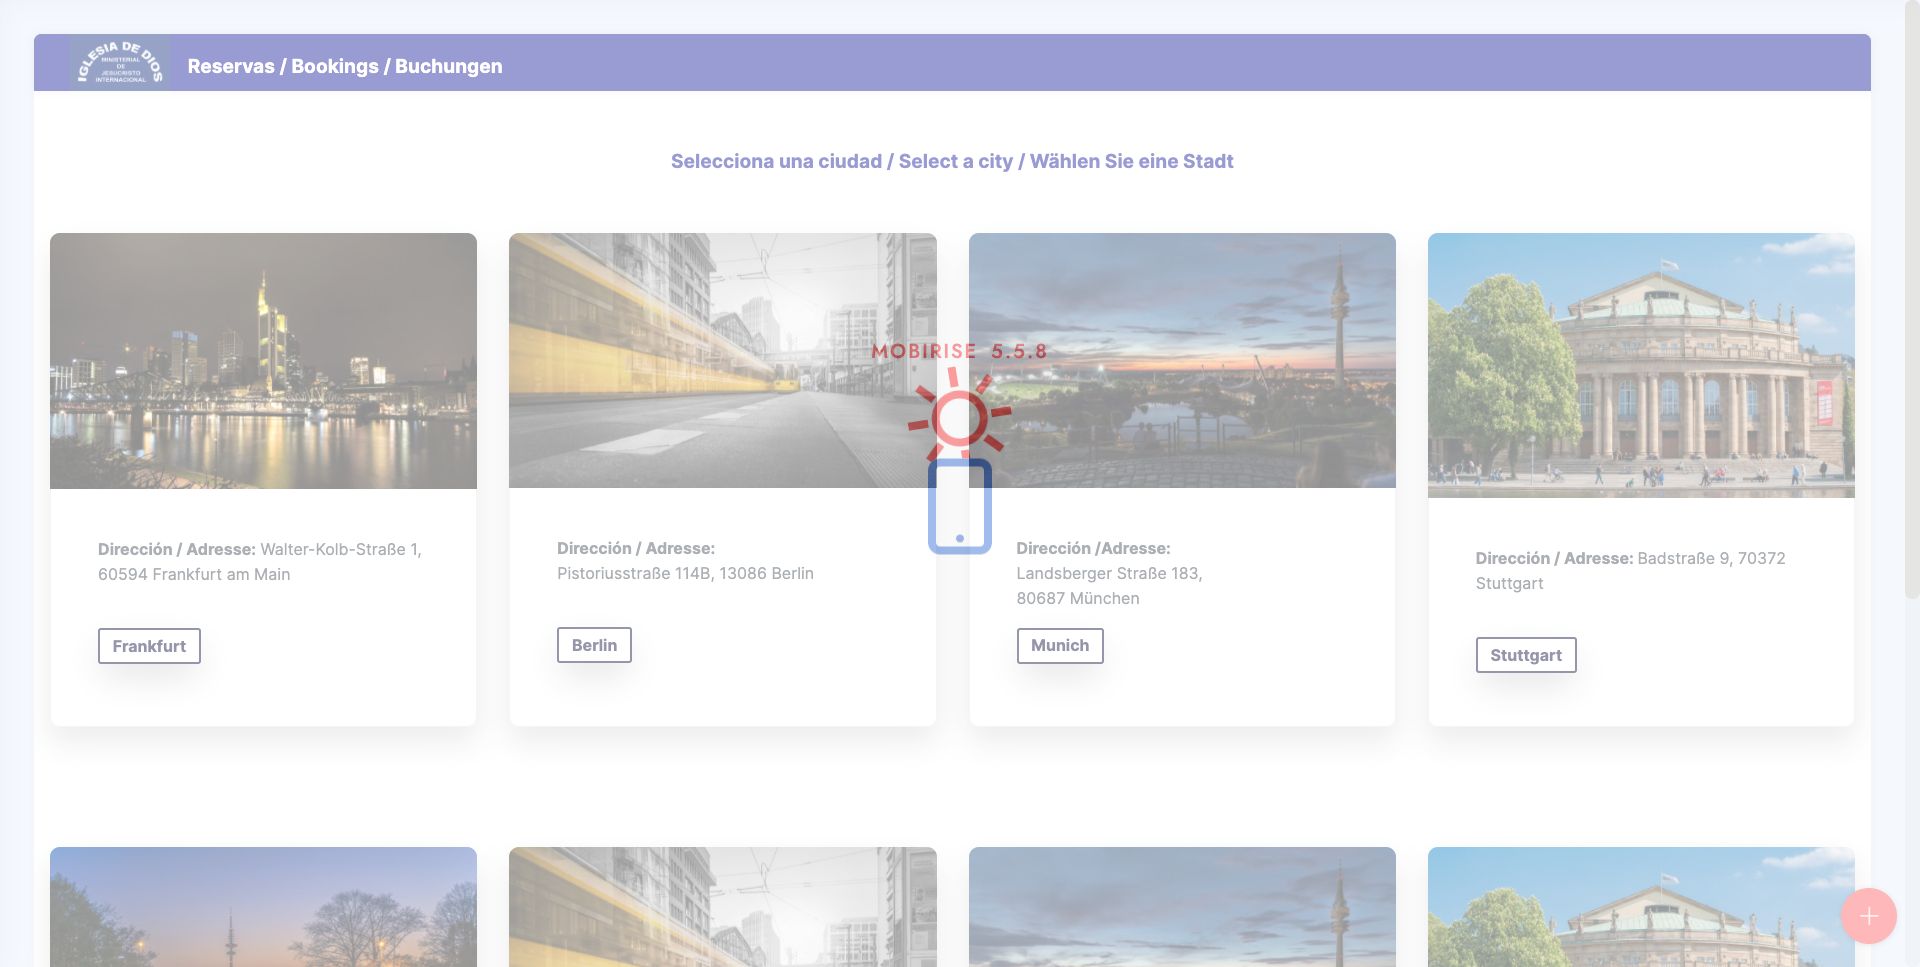 IGLESIA DE DIOS
MINISTERIAL
DE
JESUCRISTO
INTERNACIONAL
Reservas / Bookings / Buchungen
Selecciona una ciudad / Select a city / Wählen Sie eine Stadt
MOBIRISE 5.5.8
Dirección / Adresse: Walter-Kolb-Straße 1,
60594 Frankfurt am Main
Frankfurt
Dirección / Adresse:
Pistoriusstraße 114B, 13086 Berlin
Berlin
Dirección /Adresse:
Landsberger Straße 183,
80687 München
Munich
Dirección / Adresse: Badstraße 9, 70372
Stuttgart
Stuttgart